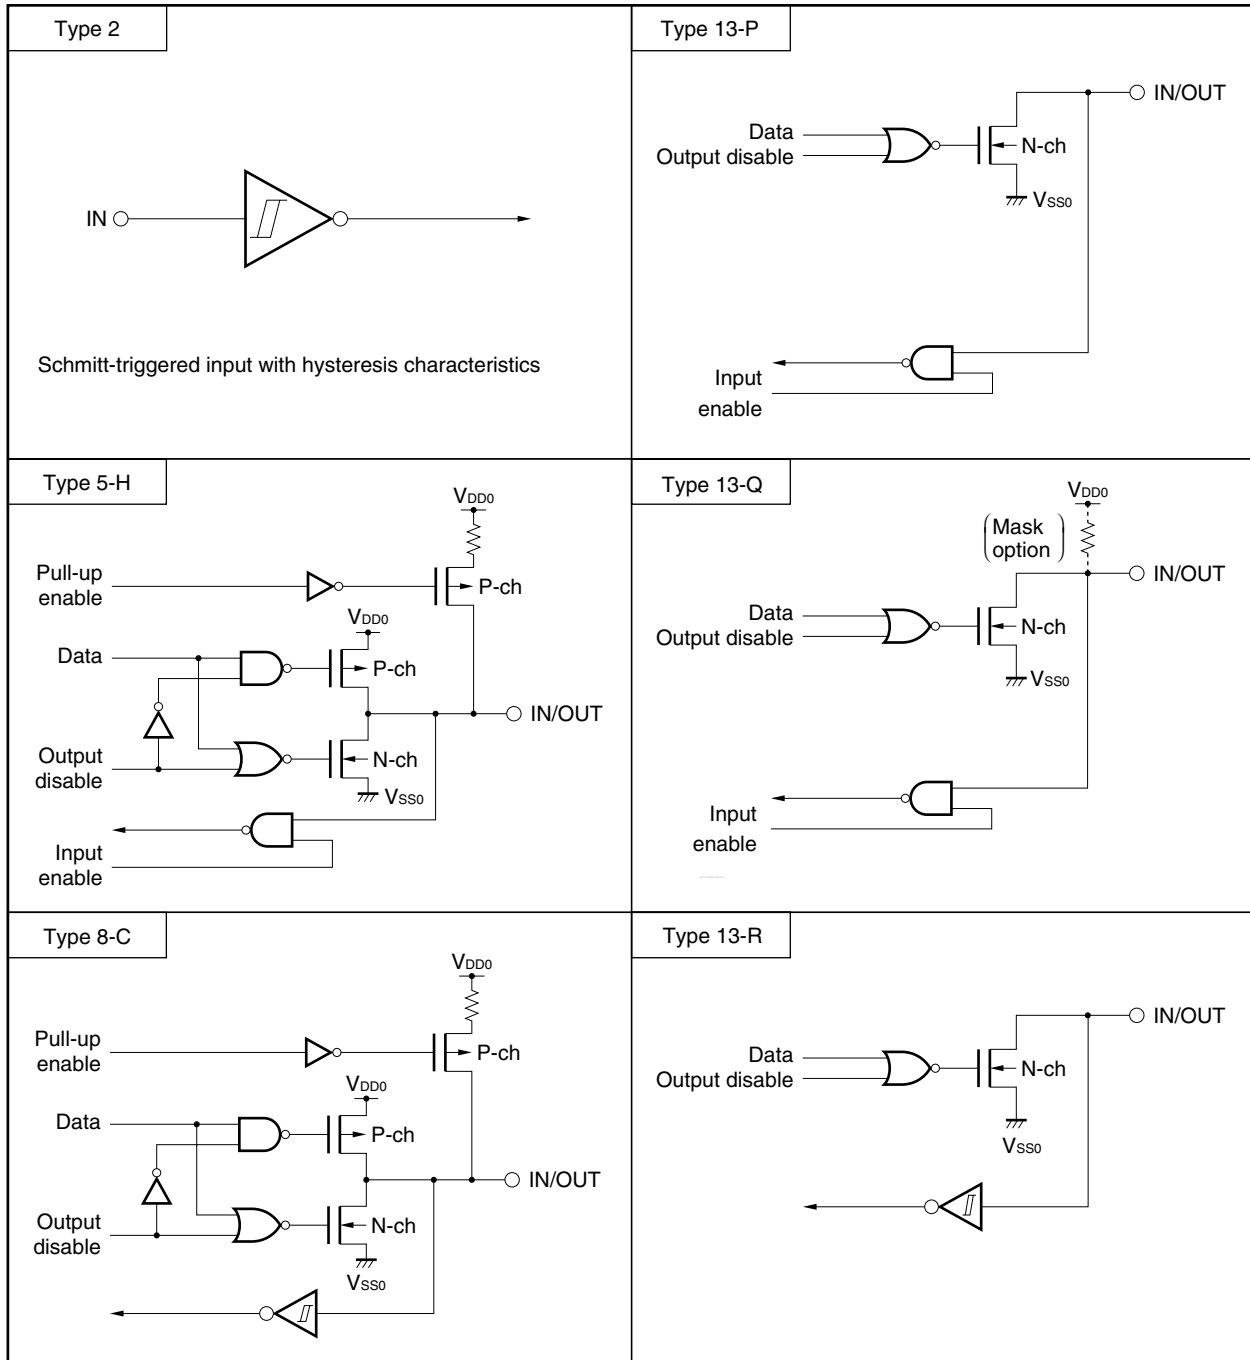 Type 2
IN
Schmitt-triggered input with hysteresis characteristics
Type 13-P
IN/OUT
Data
Output disable
N-ch
VSS0
Input
enable
Type 5-H
VDD0
Pull-up
enable
P-ch
VDD0
Data
P-ch
IN/OUT
Output
disable
N-ch
VSS0
Input
enable
Type 13-Q
VDD0
(Mask
option)
IN/OUT
Data
Output disable
N-ch
VSS0
Input
enable
Type 8-C
VDD0
Pull-up
enable
P-ch
VDD0
Data
P-ch
IN/OUT
Output
disable
N-ch
VSS0
Type 13-R
IN/OUT
Data
Output disable
N-ch
VSS0